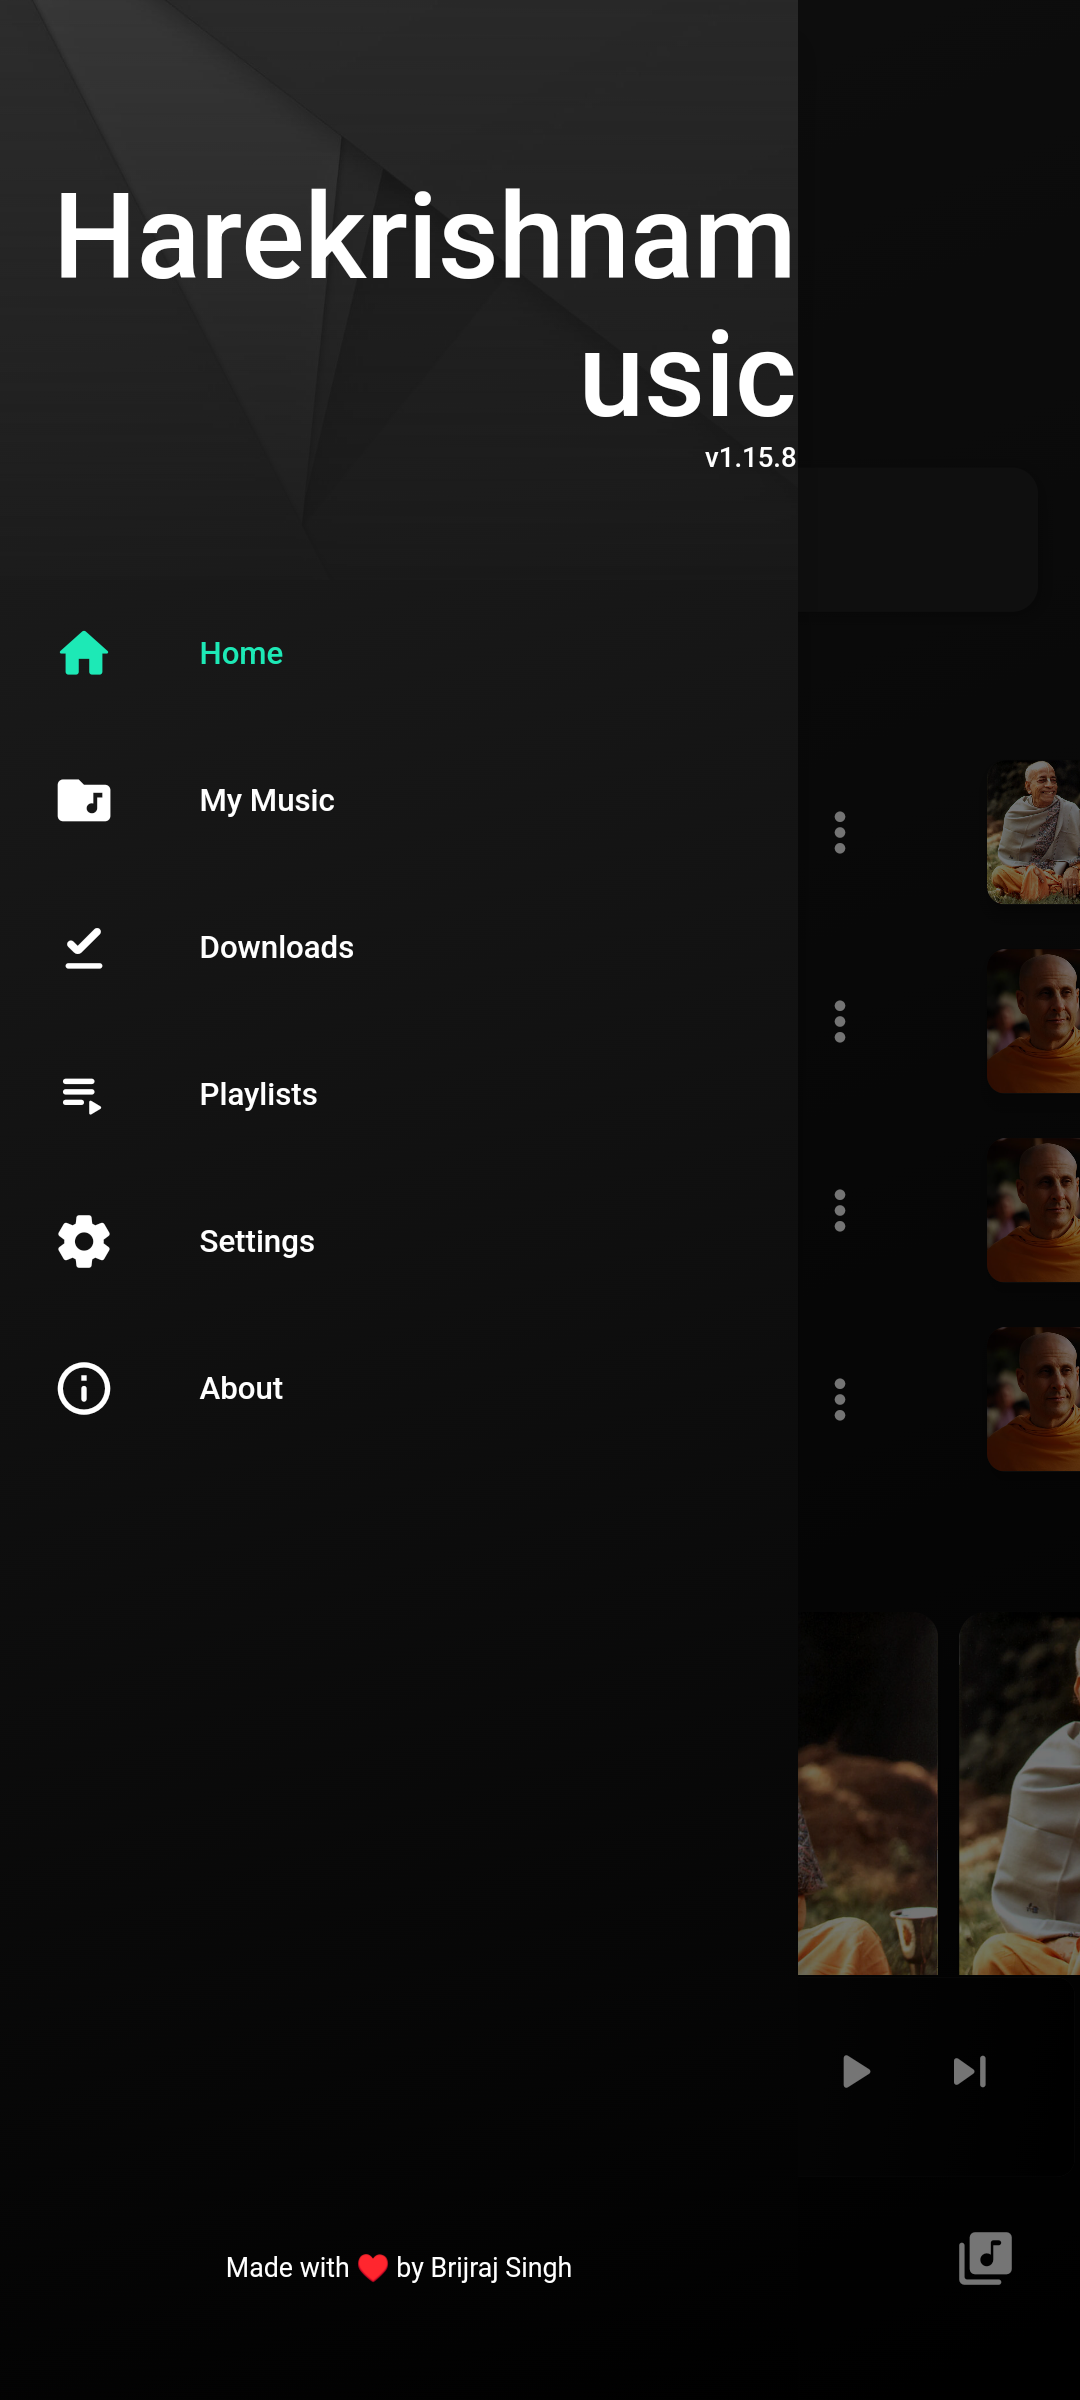 Harekrishnam
usic
v1.15.8
Home
My Music
Downloads
Playlists
Settings
About
Made with ❤ by Brijraj Singh